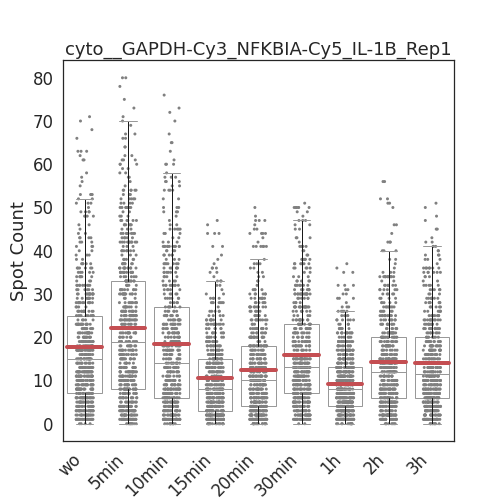 cyto__GAPDH-Cy3_NFKBIA-Cy5_IL-1B_Rep1
80
70
60
50
40
30
20
10
0
Spot Count
wo
5min
10min
15min
20min
30min
1h
2h
3h